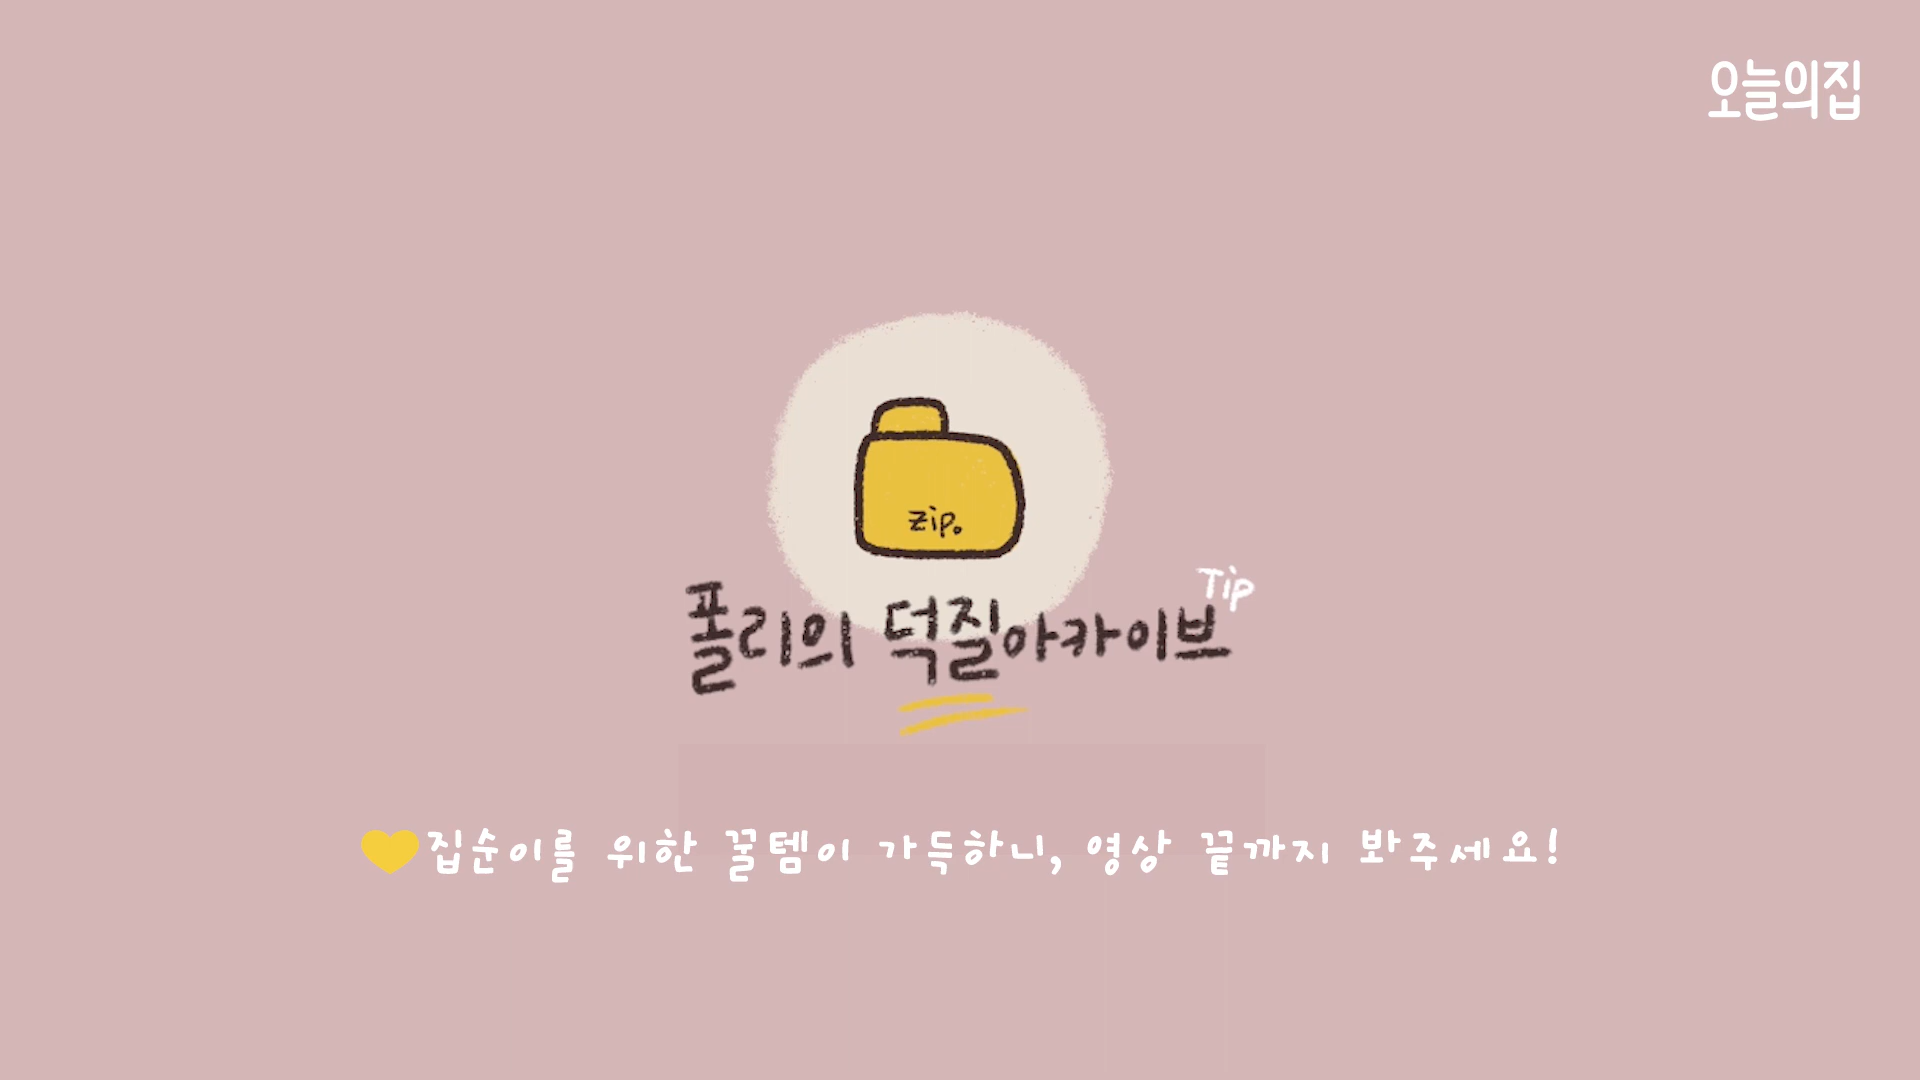 오늘의집
zip.
Tip
폴리의 덕질아카이브
집순이를 위한 꿀템이 가득하니, 영상 끝까지 봐주세요!